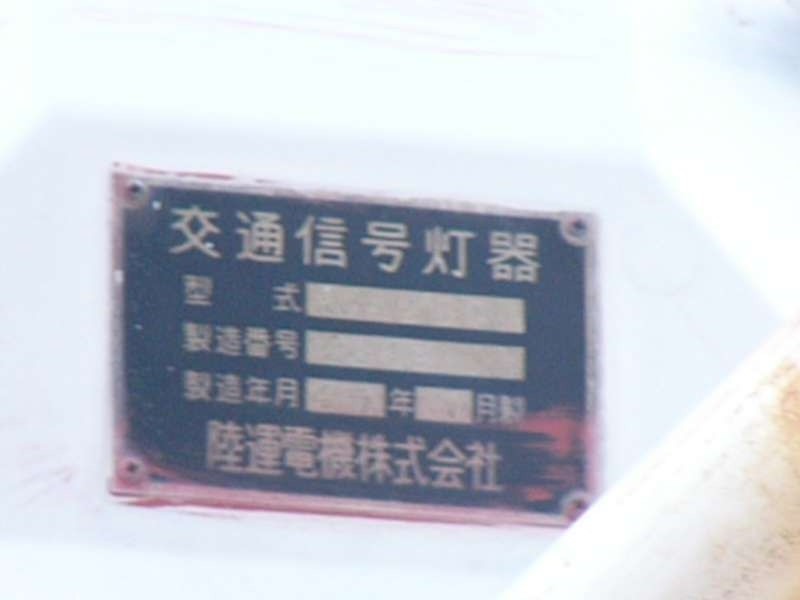 交通信号灯器
型式
製造番号
製造年月 年 月製
陸運電機株式会社